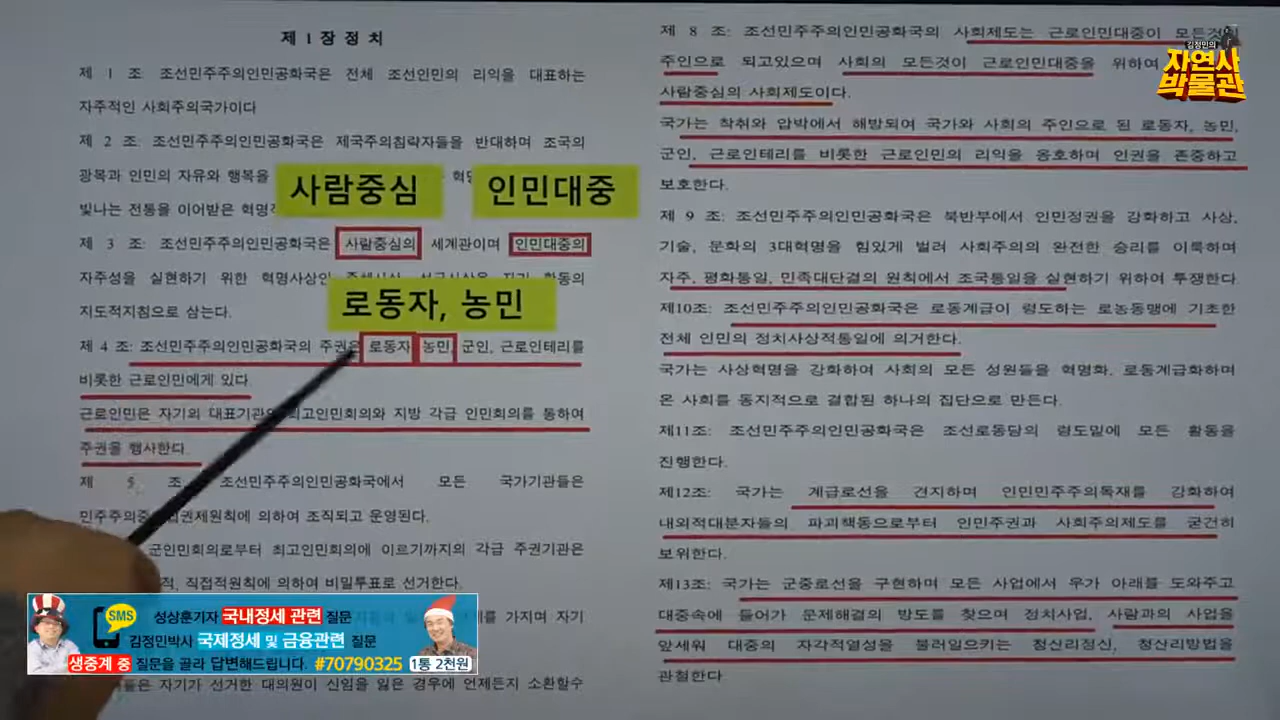 제 1 장 정 치
제 1 조 조선민주주의인민공화국은 전체 조선인민의 리익을 대표하는
자주적인 사회주의국가이다
제 2 조 조선민주주의인민공화국은 제국주의침략자들을 반대하며 조국의
광복과 인민의 자유와 행복을
빛나는 전통을 이어받은
사람중심
인민대중
제 3 조: 조선민주주의인민공화국은 사람중심의 세계관이며 인민대중의
자주성을 실현하기 위한 혁명사상인
지도적지침으로 삼는다.
로동자, 농민
제 4 조: 조선민주주의인민공화국의 주권은 로동자 농민, 군인, 근로인테리를
비롯한 근로인민에게 있다
근로인민은 자기의 대표기관인 최고인민회의와 지방 각급 인민회의를 통하여
주권을 행사한다.
제 5 조 조선민주주의인민공화국에서 모든 국가기관들은
민주주의중 의하여 조직되고 운영된다.
군인민회의로부터 최고인민회의에 이르기까지의 각급 주권기관은
직접적원칙에 의하여 비밀투표로 선거한다.
가지며 자기
자기가 선거한 대의원이 신임을 잃은 경우에 언제든지 소환할수
제 8 조: 조선민주주의인민공화국의 사회제도는 근로인민대중이
주인으로 되고있으며 사회의 모든것이 근로인민대중을 위하여
사람중심의 사회제도이다.
국가는 착취와 압박에서 해방되여 국가와 사회의 주인으로 된 로동자, 농민,
군인, 근로인테리를 비롯한 근로인민의 리익을 옹호하며 인권을 존중하고
보호한다.
제 9 조: 조선민주주의인민공화국은 북반부에서 인민정권을 강화하고 사상,
기술, 문화의 3대혁명을 힘있게 벌려 사회주의의 완전한 승리를 이룩하며
자주, 평화통일, 민족대단결의 원칙에서 조국통일을 실현하기 위하여 투쟁한다
제10조: 조선민주주의인민공화국은 로동계급이 령도하는 로농동맹에 기초한
전체 인민의 정치사상적통일에 의거한다.
국가는 사상혁명을 강화하여 사회의 모든 성원들을 혁명화, 로동계급화하며
온 사회를 동지적으로 결합된 하나의 집단으로 만든다.
제11조: 조선민주주의인민공화국은 조선로동당의 령도밑에 모든 활동을
진행한다.
제12조: 국가는 계급로선을 견지하며 인민민주주의독재를 강화하여
내외적대분자들의 파괴책동으로부터 인민주권과 사회주의제도를 굳건히
보위한다.
제13조: 국가는 군중로선을 구현하며 모든 사업에서 우가 아래를 도와주고
대중속에 들어가 문제해결의 방도를 찾으며 정치사업, 사람과의 사업을
앞세워 대중의 자각적열성을 불러일으키는 청산리정신, 청산리방법을
관철한다
김정민의
자연사
박물관
SMS
성상훈기자 국내정세 관련 질문
김정민박사 국제정세 및 금융관련 질문
생중계 중 질문을 골라 답변해드립니다. #70790325 1통 2천원